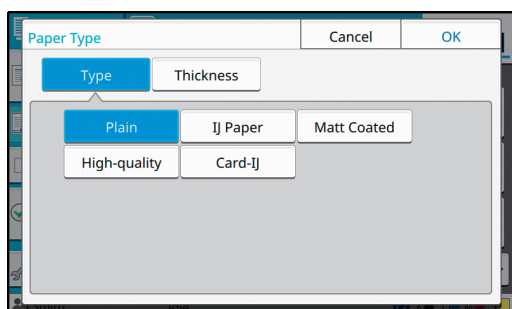 Paper Type
Cancel
OK
Type
Thickness
Plain
IJ Paper
Matt Coated
High-quality
Card-IJ